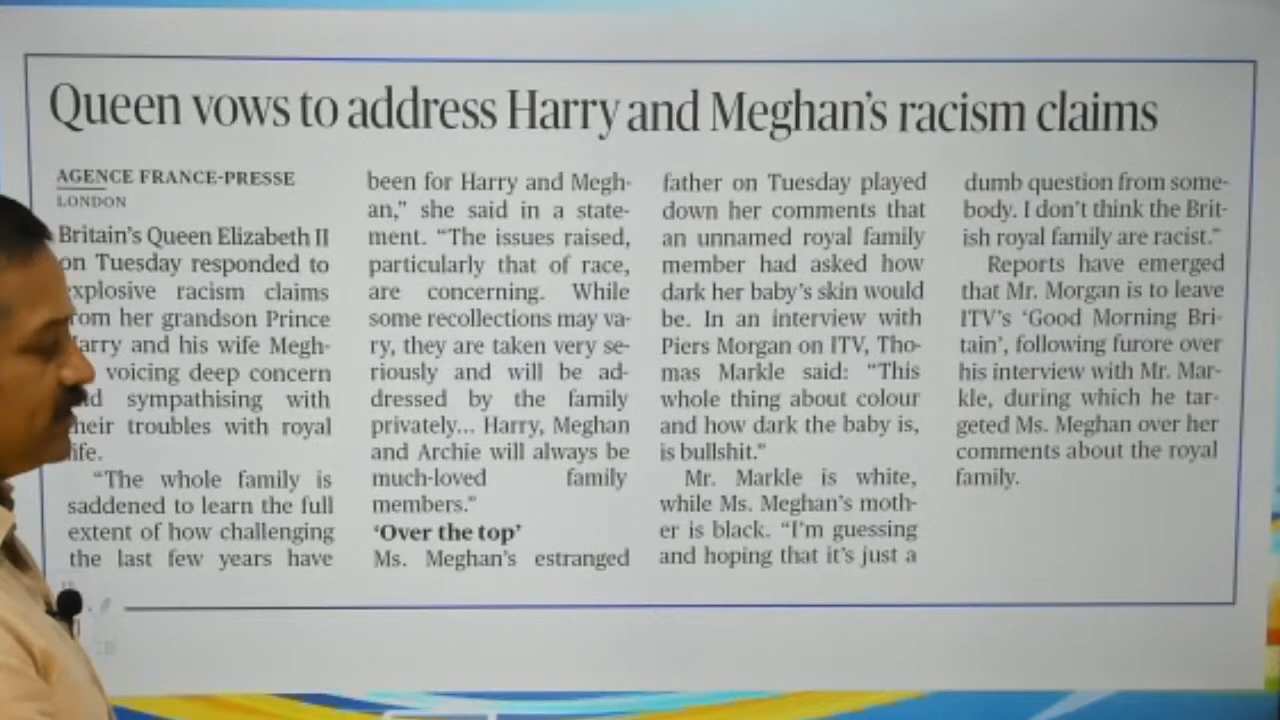 Queen vows to address Harry and Meghan's racism claims
AGENCE FRANCE-PRESSE
LONDON
Britain's Queen Elizabeth II
on Tuesday responded to
xplosive racism claims
rom her grandson Prince
Harry and his wife Megh-
voicing deep concern
nd sympathising with
heir troubles with royal
life.
"The whole family is
saddened to learn the full
extent of how challenging
the last few years have
been for Harry and Megh-
an," she said in a state-
ment. "The issues raised,
particularly that of race,
are concerning. While
some recollections may va-
ry, they are taken very se-
riously and will be ad-
dressed by the family
privately... Harry, Meghan
and Archie will always be
much-loved family
members."
'Over the top'
Ms. Meghan's estranged
father on Tuesday played
down her comments that
an unnamed royal family
member had asked how
dark her baby's skin would
be. In an interview with
Piers Morgan on ITV, Tho-
mas Markle said: "This
whole thing about colour
and how dark the baby is,
is bullshit."
Mr. Markle is white,
while Ms. Meghan's moth-
er is black. "I'm guessing
and hoping that it's just a
dumb question from some-
body. I don't think the Brit-
ish royal family are racist."
Reports have emerged
that Mr. Morgan is to leave
ITV's 'Good Morning Bri-
tain', following furore over
his interview with Mr. Mar-
kle, during which he tar-
geted Ms. Meghan over her
comments about the royal
family.